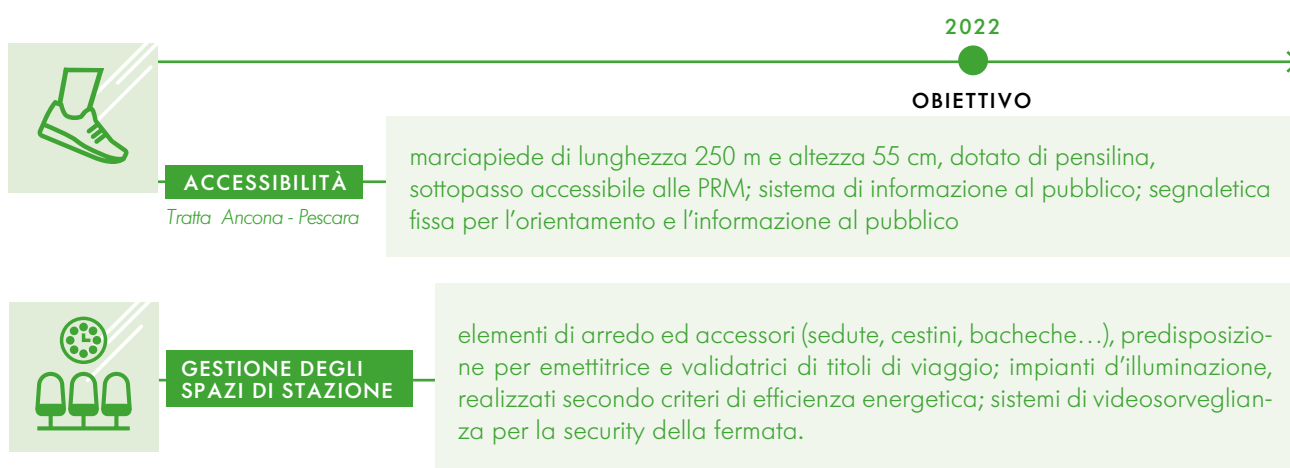 2022
OBIETTIVO
ACCESSIBILITÀ
Tratta Ancona - Pescara
marciapiede di lunghezza 250 m e altezza 55 cm, dotato di pensilina,
sottopasso accessibile alle PRM; sistema di informazione al pubblico; segnaletica
fissa per l’orientamento e l’informazione al pubblico
GESTIONE DEGLI
SPAZI DI STAZIONE
elementi di arredo ed accessori (sedute, cestini, bacheche…), predisposizio-
ne per emettitrice e validatrici di titoli di viaggio; impianti d’illuminazione,
realizzati secondo criteri di efficienza energetica; sistemi di videosorveglian-
za per la security della fermata.